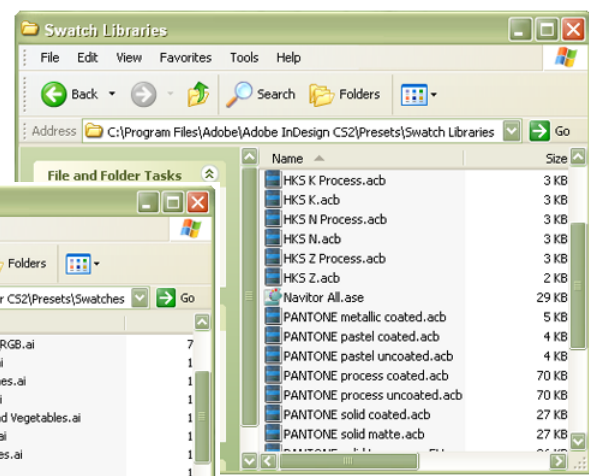 Swatch Libraries
File Edit View Favorites Tools Help
Back Search Folders
Address C:\Program Files\Adobe\Adobe InDesign CS2\Presets\Swatch Libraries Go
File and Folder Tasks
Name Size
HKS K Process.acb 3 KB
HKS K.acb 3 KB
HKS N Process.acb 3 KB
HKS N.acb 3 KB
HKS Z Process.acb 3 KB
HKS Z.acb 2 KB
Navitor All.ase 29 KB
PANTONE metallic coated.acb 5 KB
PANTONE pastel coated.acb 4 KB
PANTONE pastel uncoated.acb 4 KB
PANTONE process coated.acb 70 KB
PANTONE process uncoated.acb 70 KB
PANTONE solid coated.acb 27 KB
PANTONE solid matte.acb 27 KB
Folders
r CS2\Presets\Swatches Go
RGB.ai 7
i 1
es.ai 1
i 1
d Vegetables.ai 1
ai 1
es.ai 1
1